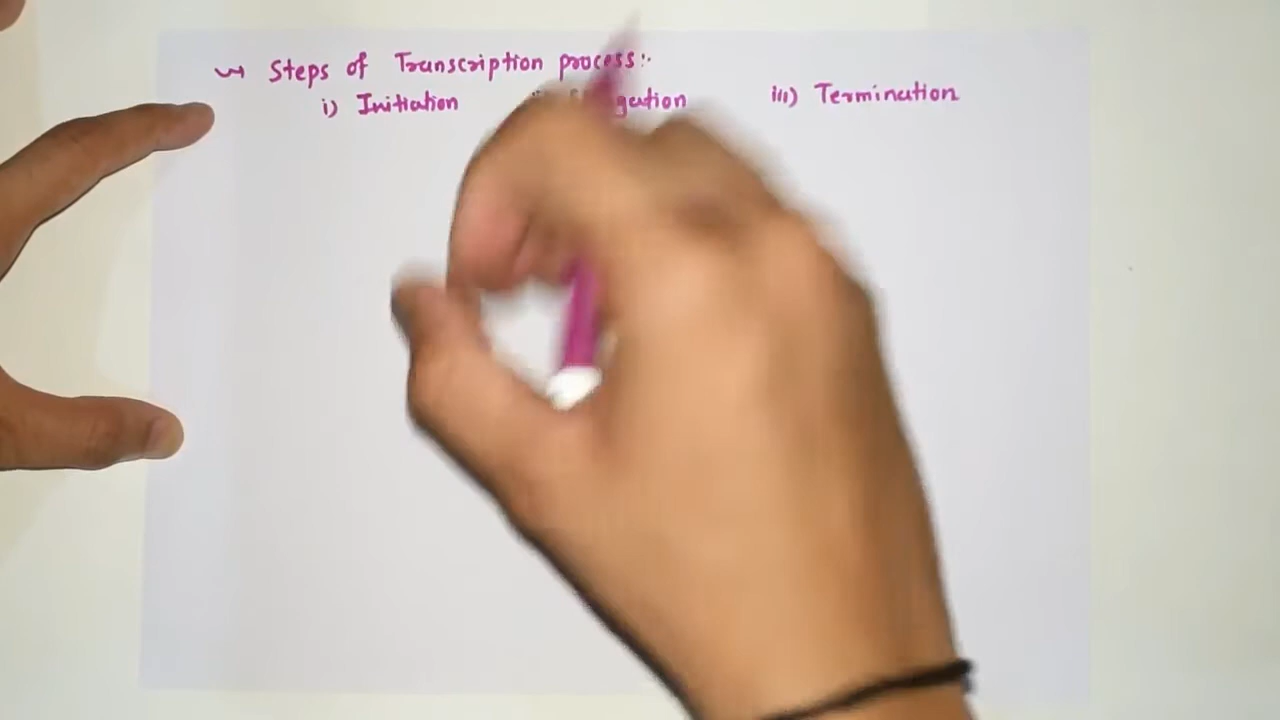 Steps of Transcription process:-
i) Initiation iii) Termination